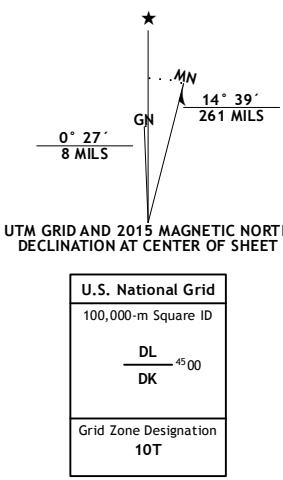 ★
MN
GN
14° 39´
261 MILS
0° 27´
8 MILS
UTM GRID AND 2015 MAGNETIC NORTH
DECLINATION AT CENTER OF SHEET
U.S. National Grid
100,000-m Square ID
DL
4500
DK
Grid Zone Designation
10T